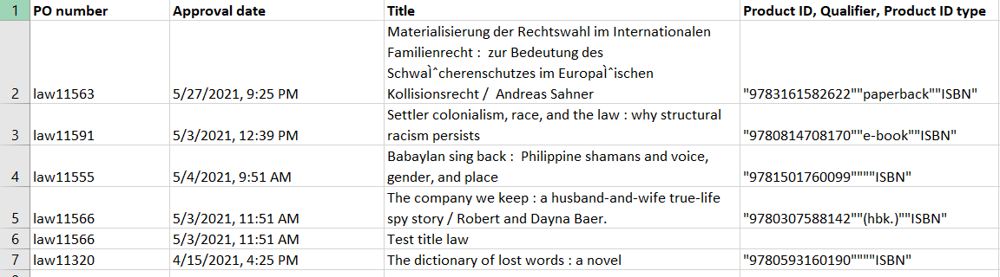 1 PO number Approval date Title Product ID, Qualifier, Product ID type
Materialisierung der Rechtswahl im Internationalen
Familienrecht :  zur Bedeutung des
SchwaÌˆcherenschutzes im EuropaÌˆischen
2 law11563 5/27/2021, 9:25 PM Kollisionsrecht /  Andreas Sahner "9783161582622""paperback""ISBN"
Settler colonialism, race, and the law : why structural
3 law11591 5/3/2021, 12:39 PM racism persists "9780814708170""e-book""ISBN"
Babaylan sing back :  Philippine shamans and voice,
4 law11555 5/4/2021, 9:51 AM gender, and place "9781501760099""""ISBN"
The company we keep : a husband-and-wife true-life
5 law11566 5/3/2021, 11:51 AM spy story / Robert and Dayna Baer. "9780307588142""(hbk.)""ISBN"
6 law11566 5/3/2021, 11:51 AM Test title law
7 law11320 4/15/2021, 4:25 PM The dictionary of lost words : a novel "9780593160190""""ISBN"